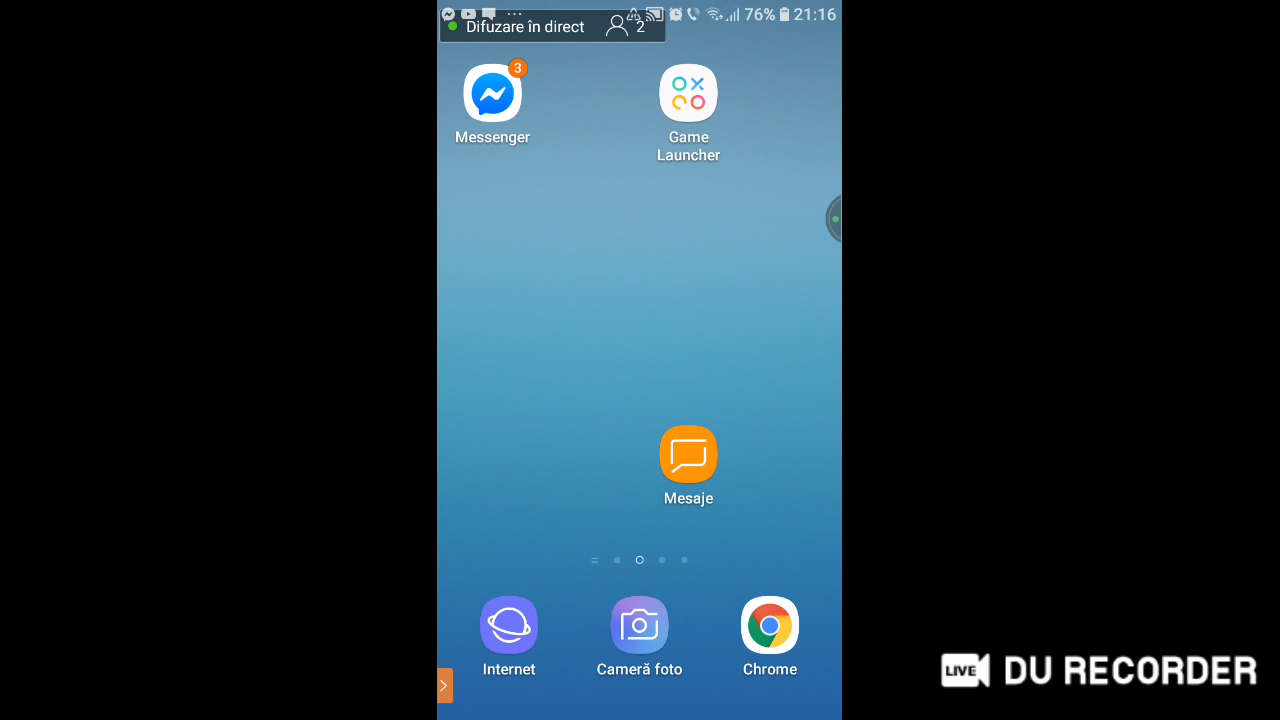 76% 21:16
Difuzare în direct 2
3
Messenger
Game
Launcher
Mesaje
Internet
Cameră foto
Chrome
LIVE DU RECORDER